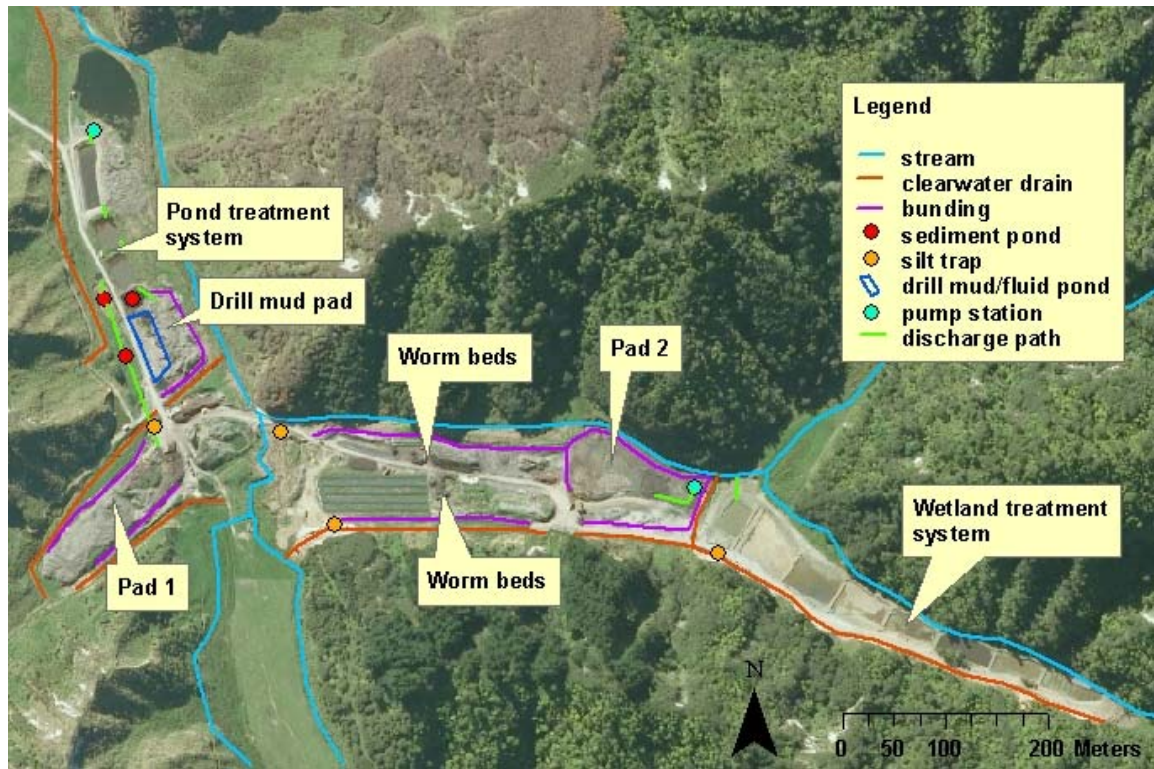 Legend
stream
clearwater drain
bunding
sediment pond
silt trap
drill mud/fluid pond
pump station
discharge path
Pond treatment
system
Drill mud pad
Worm beds
Pad 2
Wetland treatment
system
Pad 1
Worm beds
N
0 50 100 200 Meters